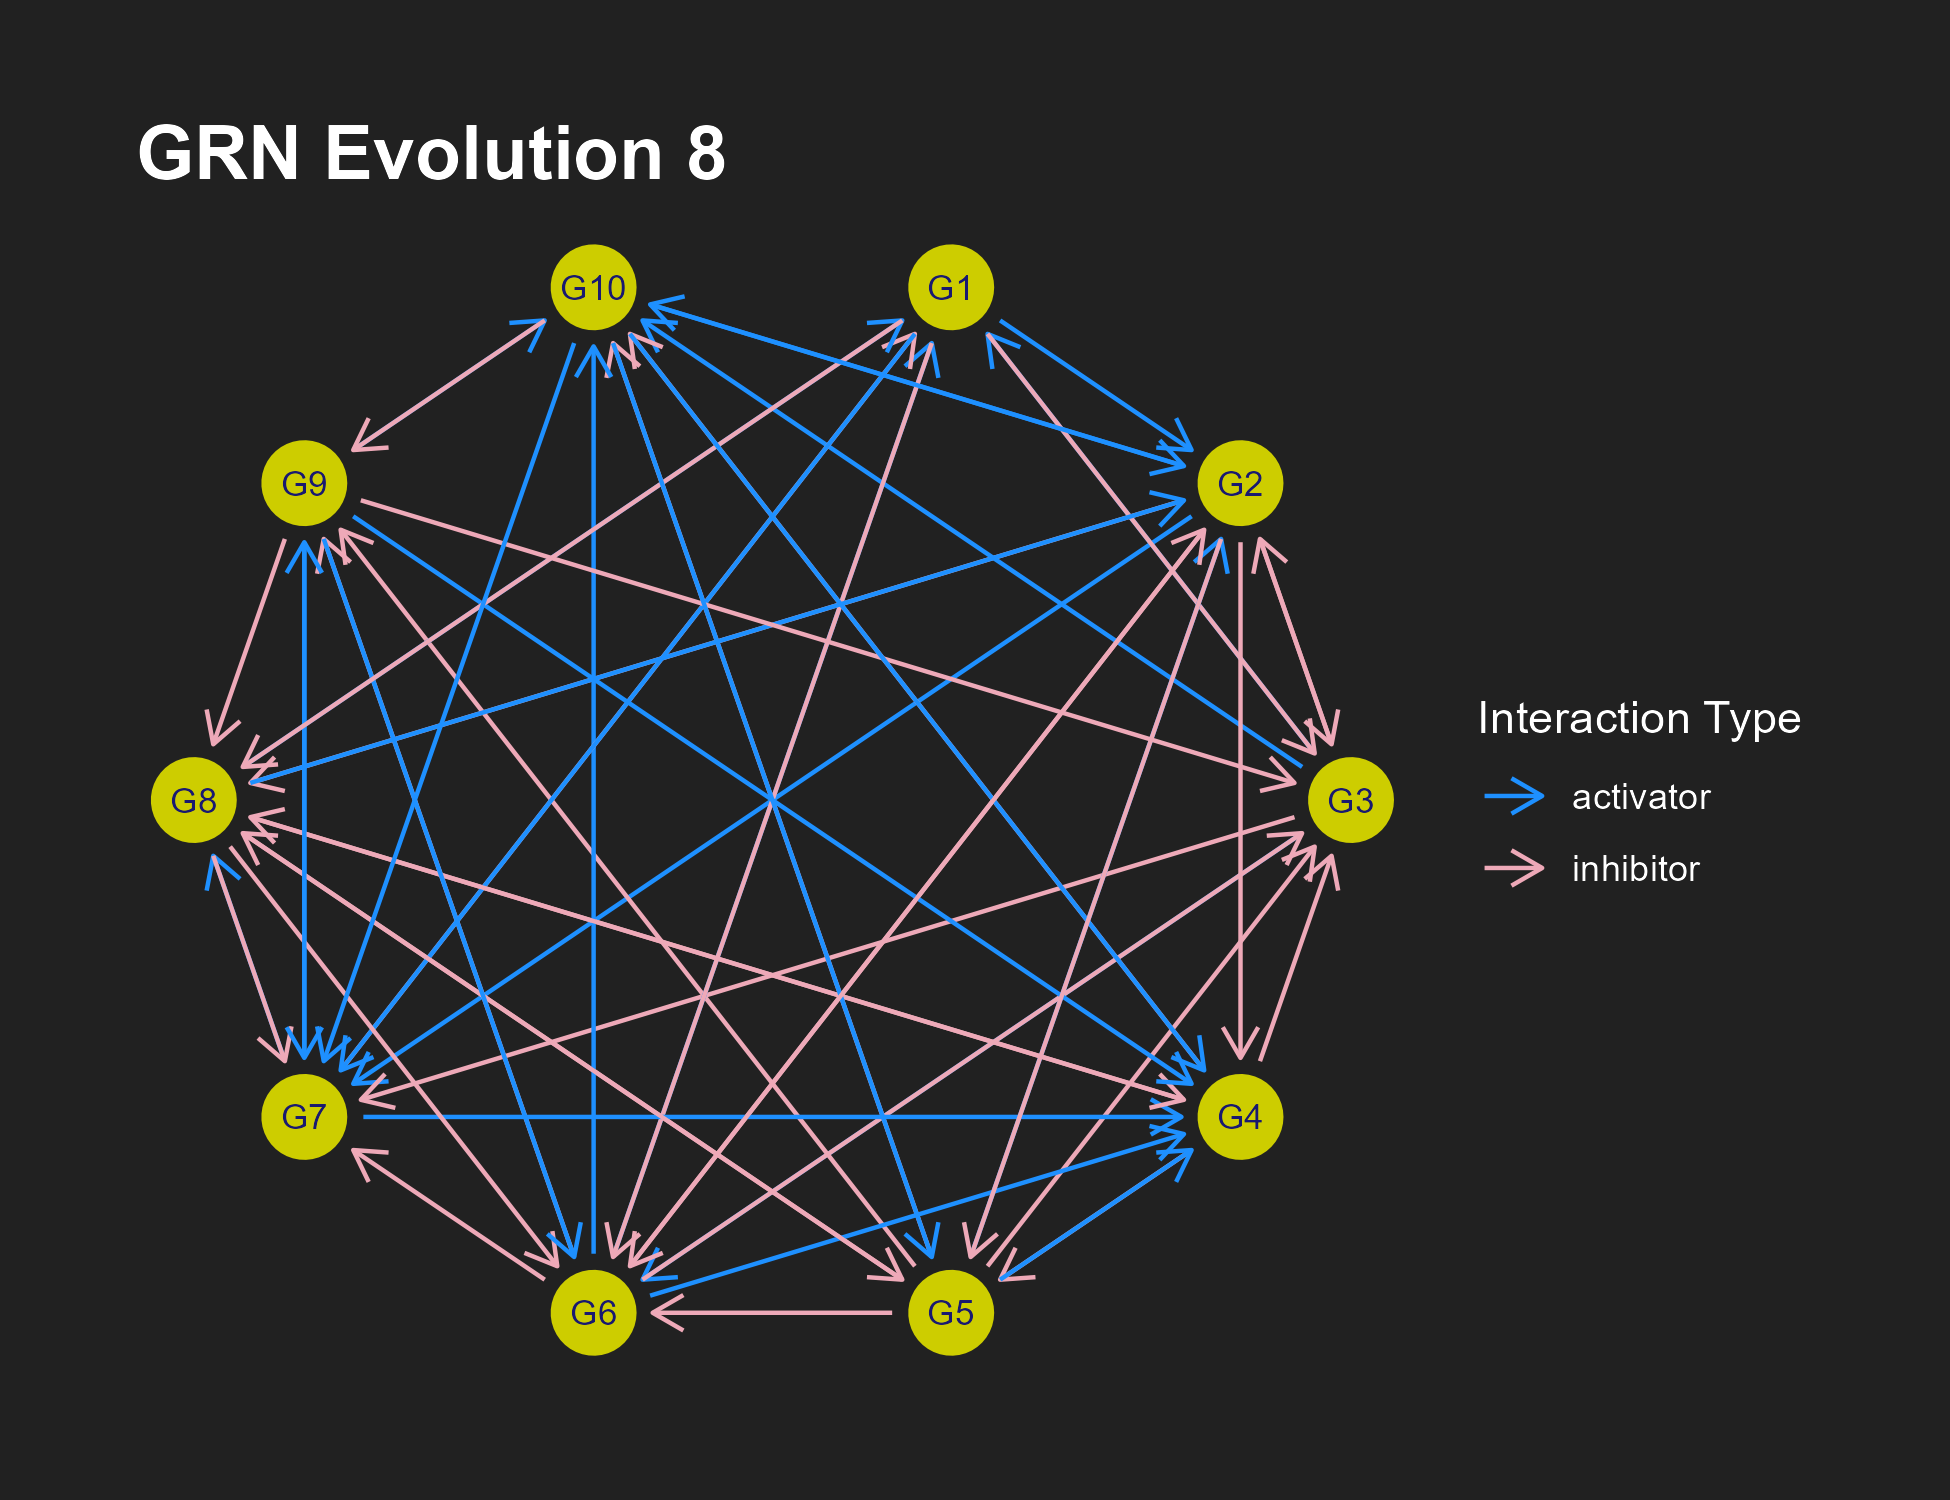 GRN Evolution 8
G10
G1
G9
G2
Interaction Type
activator
inhibitor
G8
G3
G7
G4
G6
G5